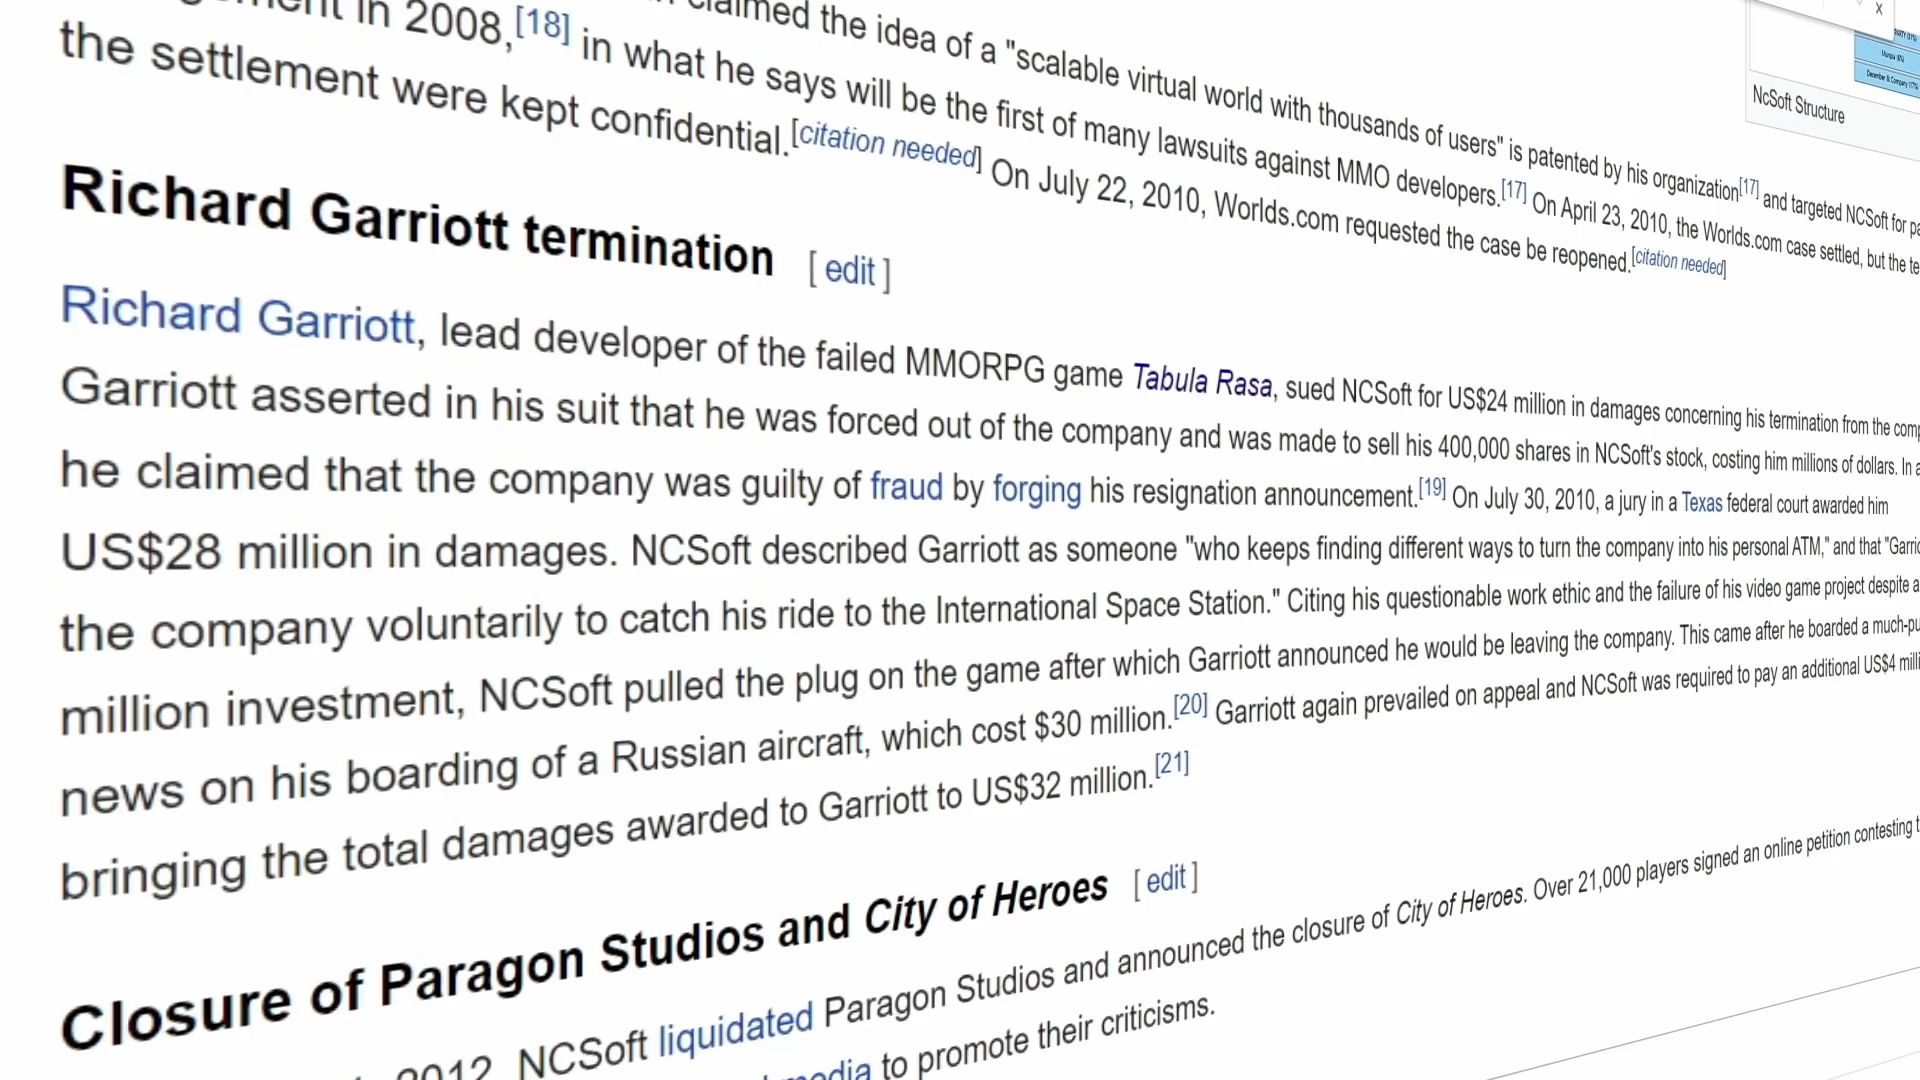 in 2008,[18] in what he says will be the first of many lawsuits against MMO developers.[17] On April 23, 2010, the Worlds.com case settled, but the
claimed the idea of a "scalable virtual world with thousands of users" is patented by his organization[17] and targeted NCSoft for
the settlement were kept confidential.[citation needed] On July 22, 2010, Worlds.com requested the case be reopened.[citation needed]
NcSoft Structure
Richard Garriott termination [ edit ]
Richard Garriott, lead developer of the failed MMORPG game Tabula Rasa, sued NCSoft for US$24 million in damages concerning his termination from the
Garriott asserted in his suit that he was forced out of the company and was made to sell his 400,000 shares in NCSoft's stock, costing him millions of dollars. In
he claimed that the company was guilty of fraud by forging his resignation announcement.[19] On July 30, 2010, a jury in a Texas federal court awarded him
US$28 million in damages. NCSoft described Garriott as someone "who keeps finding different ways to turn the company into his personal ATM," and that
the company voluntarily to catch his ride to the International Space Station." Citing his questionable work ethic and the failure of his video game project despite a
million investment, NCSoft pulled the plug on the game after which Garriott announced he would be leaving the company. This came after he boarded a
news on his boarding of a Russian aircraft, which cost $30 million.[20] Garriott again prevailed on appeal and NCSoft was required to pay an additional US$4
bringing the total damages awarded to Garriott to US$32 million.[21]
Closure of Paragon Studios and City of Heroes [ edit ]
2012, NCSoft liquidated Paragon Studios and announced the closure of City of Heroes. Over 21,000 players signed an online petition contesting
to promote their criticisms.